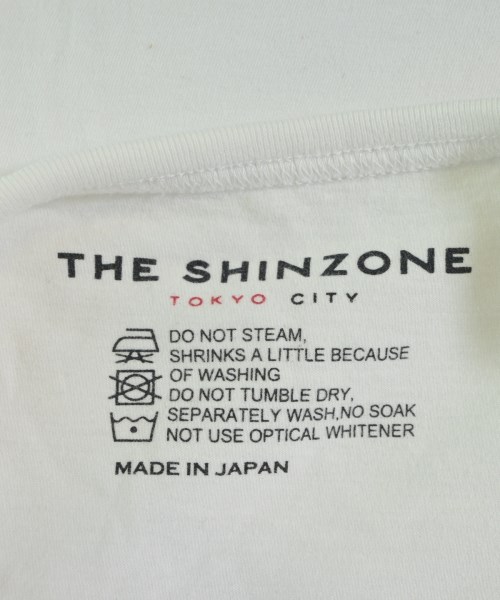 THE SHINZONE
TOKYO CITY
DO NOT STEAM,
SHRINKS A LITTLE BECAUSE
OF WASHING
DO NOT TUMBLE DRY,
SEPARATELY WASH,NO SOAK
NOT USE OPTICAL WHITENER
MADE IN JAPAN